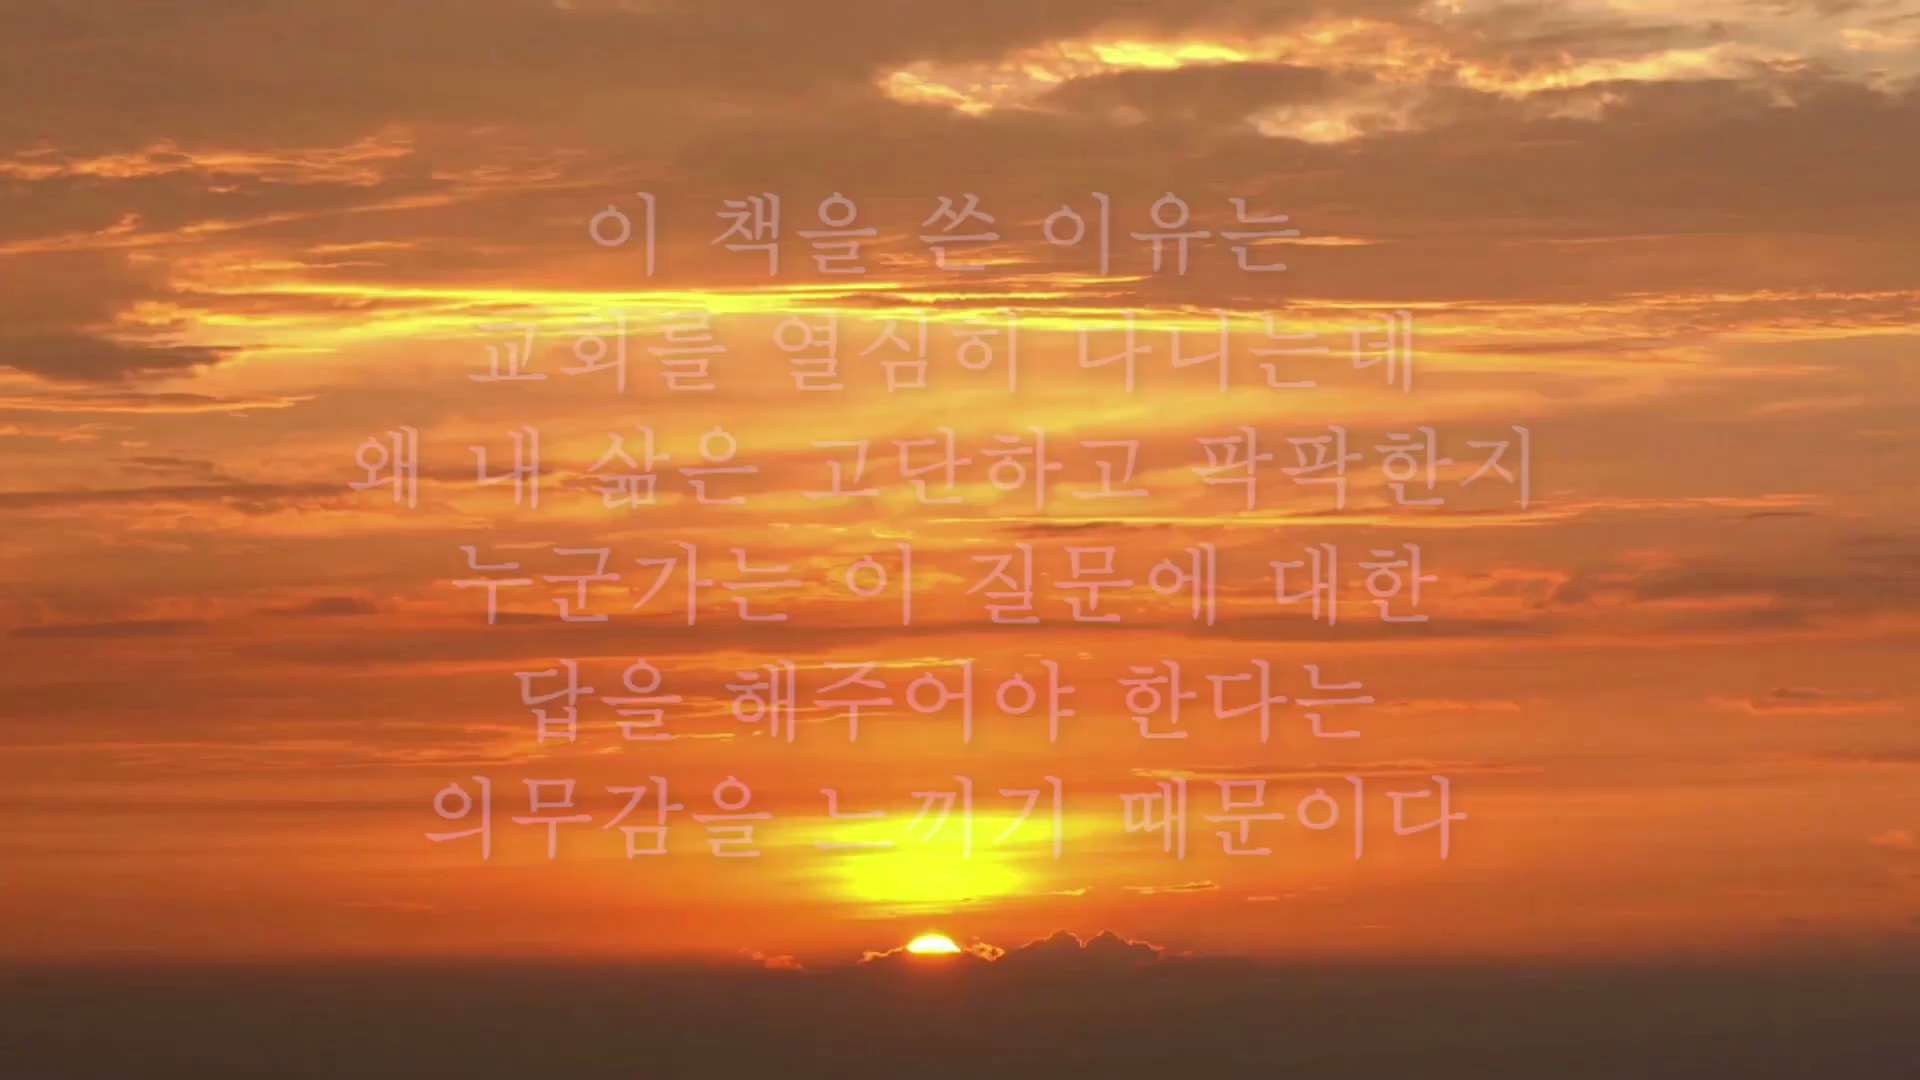 이 책을 쓴 이유는
교회를 열심히 다니는데
왜 내 삶은 고단하고 팍팍한지
누군가는 이 질문에 대한
답을 해주어야 한다는
의무감을 느끼기 때문이다